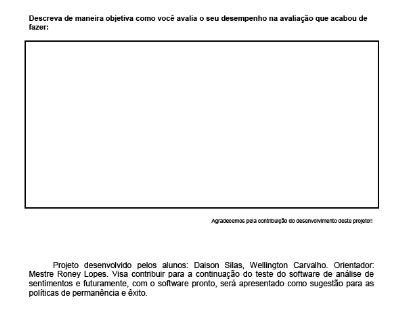 Descreva de maneira objetiva como você avalia o seu desempenho na avaliação que acabou de
fazer:
Agradecemos pela contribuição do desenvolvimento deste projeto!
Projeto desenvolvido pelos alunos: Daison Silas, Wellington Carvalho. Orientador:
Mestre Roney Lopes. Visa contribuir para a continuação do teste do software de análise de
sentimentos e futuramente, com o software pronto, será apresentado como sugestão para as
políticas de permanência e êxito.